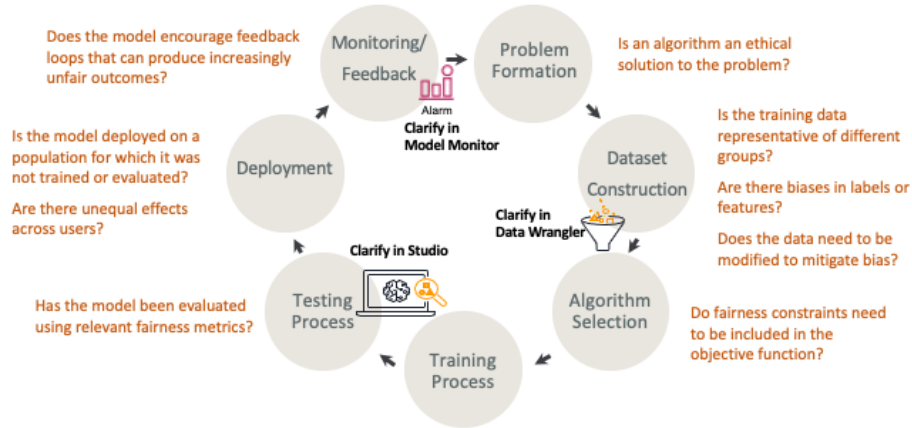 Does the model encourage feedback
loops that can produce increasingly
unfair outcomes?
Monitoring/
Feedback
Alarm
Clarify in
Model Monitor
Problem
Formation
Is an algorithm an ethical
solution to the problem?
Is the training data
representative of different
groups?
Are there biases in labels or
features?
Does the data need to be
modified to mitigate bias?
Dataset
Construction
Clarify in
Data Wrangler
Algorithm
Selection
Do fairness constraints need
to be included in the
objective function?
Training
Process
Testing
Process
Clarify in Studio
Has the model been evaluated
using relevant fairness metrics?
Deployment
Is the model deployed on a
population for which it was
not trained or evaluated?
Are there unequal effects
across users?